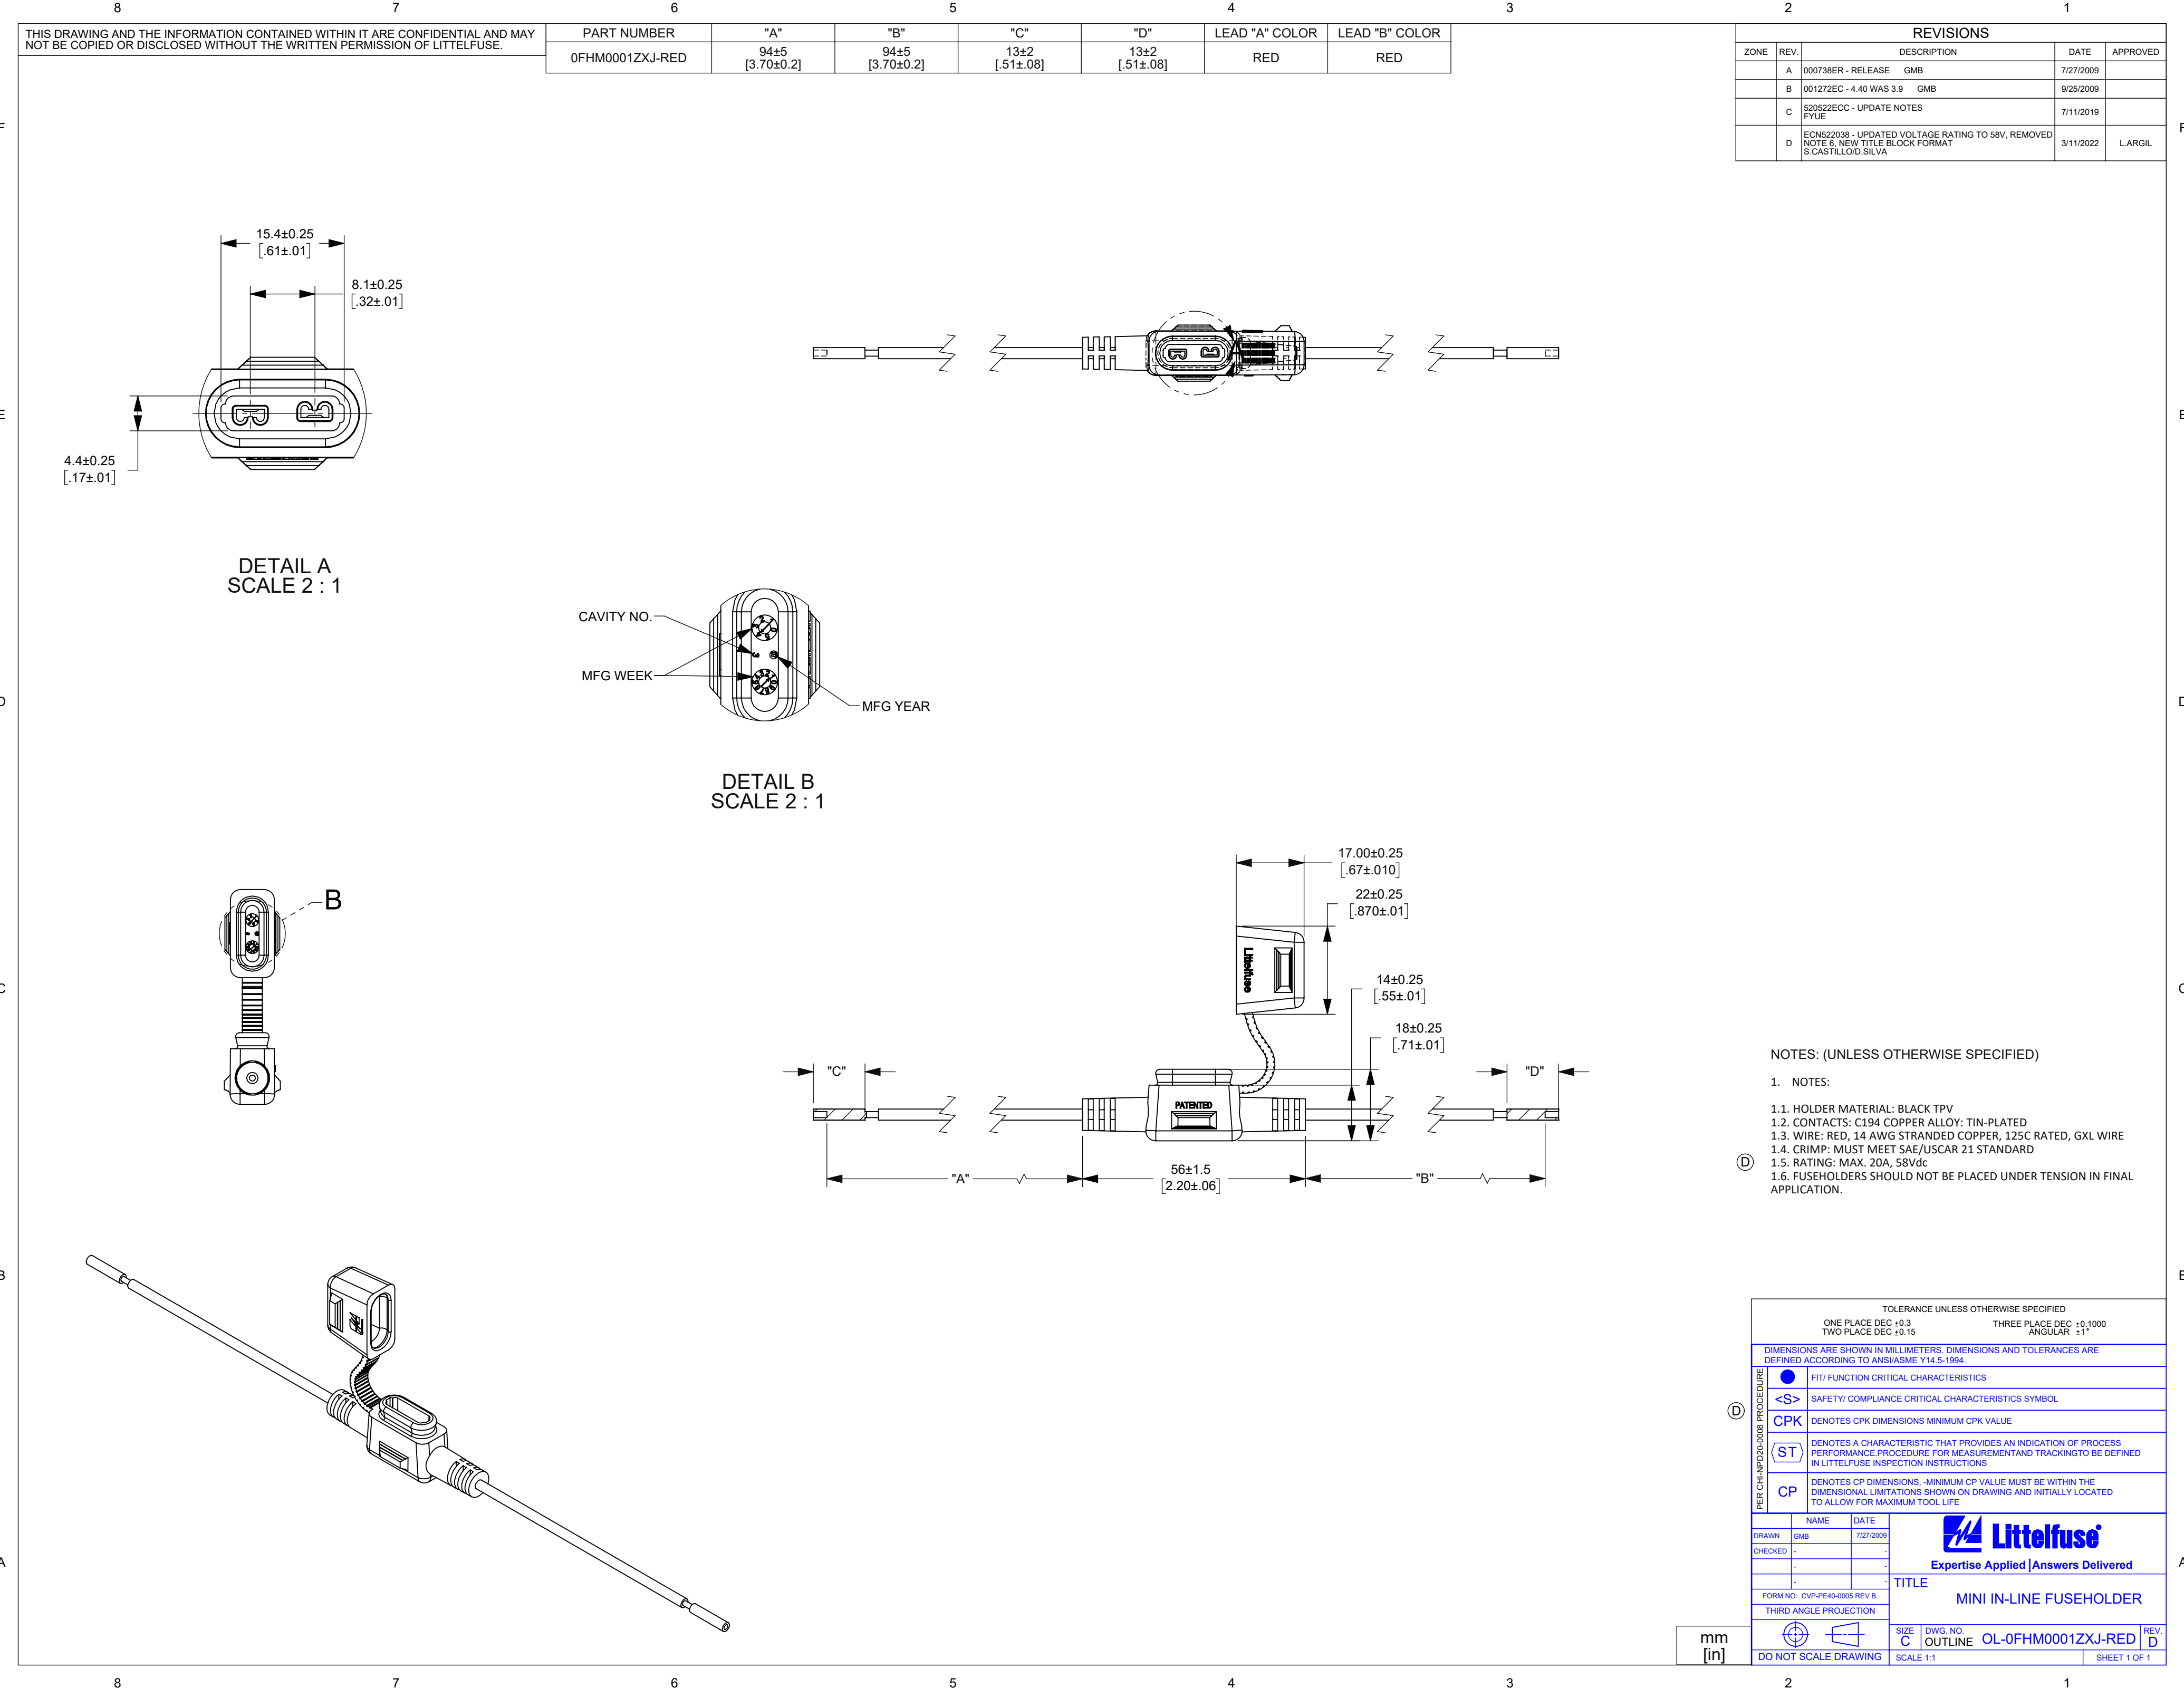 8 7 6 5 4 3 2 1
THIS DRAWING AND THE INFORMATION CONTAINED WITHIN IT ARE CONFIDENTIAL AND MAY
NOT BE COPIED OR DISCLOSED WITHOUT THE WRITTEN PERMISSION OF LITTELFUSE.
PART NUMBER "A" "B" "C" "D" LEAD "A" COLOR LEAD "B" COLOR
0FHM0001ZXJ-RED 94±5 94±5 13±2 13±2 RED RED
[3.70±0.2] [3.70±0.2] [.51±.08] [.51±.08]
REVISIONS
ZONE REV. DESCRIPTION DATE APPROVED
A 000738ER - RELEASE GMB 7/27/2009
B 001272EC - 4.40 WAS 3.9 GMB 9/25/2009
C 520522ECC - UPDATE NOTES 7/11/2019
FYUE
D ECN522038 - UPDATED VOLTAGE RATING TO 58V, REMOVED 3/11/2022 L.ARGIL
NOTE 6, NEW TITLE BLOCK FORMAT
S.CASTILLO/D.SILVA
15.4±0.25
[.61±.01]
8.1±0.25
[.32±.01]
4.4±0.25
[.17±.01]
DETAIL A
SCALE 2 : 1
CAVITY NO.
MFG WEEK
MFG YEAR
DETAIL B
SCALE 2 : 1
B
17.00±0.25
[.67±.010]
22±0.25
[.870±.01]
Littelfuse
14±0.25
[.55±.01]
18±0.25
[.71±.01]
"C"
"D"
PATENTED
"A"
56±1.5
[2.20±.06]
"B"
NOTES: (UNLESS OTHERWISE SPECIFIED)
1. NOTES:
1.1. HOLDER MATERIAL: BLACK TPV
1.2. CONTACTS: C194 COPPER ALLOY: TIN-PLATED
1.3. WIRE: RED, 14 AWG STRANDED COPPER, 125C RATED, GXL WIRE
1.4. CRIMP: MUST MEET SAE/USCAR 21 STANDARD
D 1.5. RATING: MAX. 20A, 58Vdc
1.6. FUSEHOLDERS SHOULD NOT BE PLACED UNDER TENSION IN FINAL
APPLICATION.
TOLERANCE UNLESS OTHERWISE SPECIFIED
ONE PLACE DEC ±0.3 THREE PLACE DEC ±0.1000
TWO PLACE DEC ±0.15 ANGULAR ±1°
DIMENSIONS ARE SHOWN IN MILLIMETERS. DIMENSIONS AND TOLERANCES ARE
DEFINED ACCORDING TO ANSI/ASME Y14.5-1994.
D
PER CHI-NPD20-0008 PROCEDURE
FIT/ FUNCTION CRITICAL CHARACTERISTICS
<S> SAFETY/ COMPLIANCE CRITICAL CHARACTERISTICS SYMBOL
CPK DENOTES CPK DIMENSIONS MINIMUM CPK VALUE
ST DENOTES A CHARACTERISTIC THAT PROVIDES AN INDICATION OF PROCESS
PERFORMANCE.PROCEDURE FOR MEASUREMENTAND TRACKINGTO BE DEFINED
IN LITTELFUSE INSPECTION INSTRUCTIONS
CP DENOTES CP DIMENSIONS, -MINIMUM CP VALUE MUST BE WITHIN THE
DIMENSIONAL LIMITATIONS SHOWN ON DRAWING AND INITIALLY LOCATED
TO ALLOW FOR MAXIMUM TOOL LIFE
NAME DATE
DRAWN GMB 7/27/2009
CHECKED - -
- -
- -
FORM NO: CVP-PE40-0005 REV B
THIRD ANGLE PROJECTION
DO NOT SCALE DRAWING
Littelfuse®
Expertise Applied | Answers Delivered
TITLE
MINI IN-LINE FUSEHOLDER
SIZE DWG. NO. REV.
C OUTLINE OL-0FHM0001ZXJ-RED D
SCALE 1:1 SHEET 1 OF 1
mm
[in]
8 7 6 5 4 3 2 1